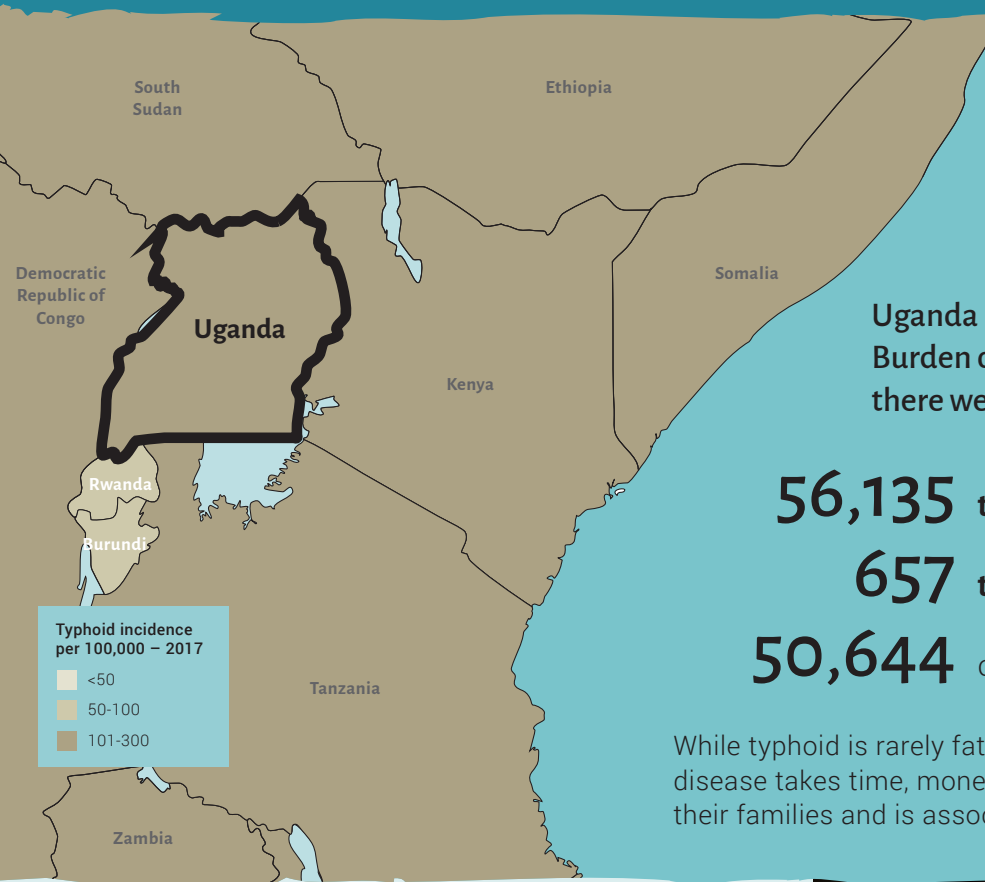 South
Sudan
Ethiopia
Democratic
Republic of
Congo
Somalia
Uganda
Kenya
Rwanda
Burundi
Typhoid incidence
per 100,000 – 2017
<50
50-100
101-300
Tanzania
Zambia
Uganda
Burden
there we
56,135
657
50,644
While typhoid is rarely fat
disease takes time, mone
their families and is asso